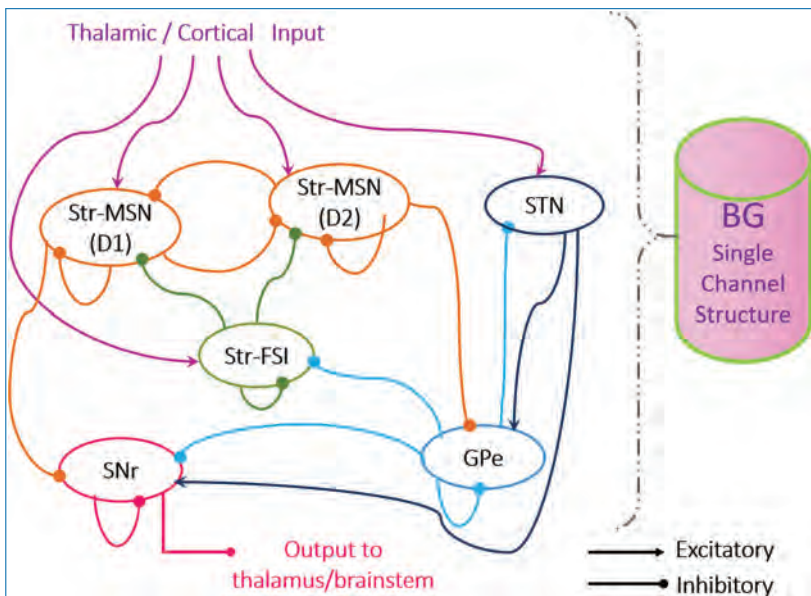 Thalamic / Cortical Input
Str-MSN
(D1)
Str-MSN
(D2)
STN
Str-FSI
SNr
GPe
Output to
thalamus/brainstem
BG
Single
Channel
Structure
Excitatory
Inhibitory